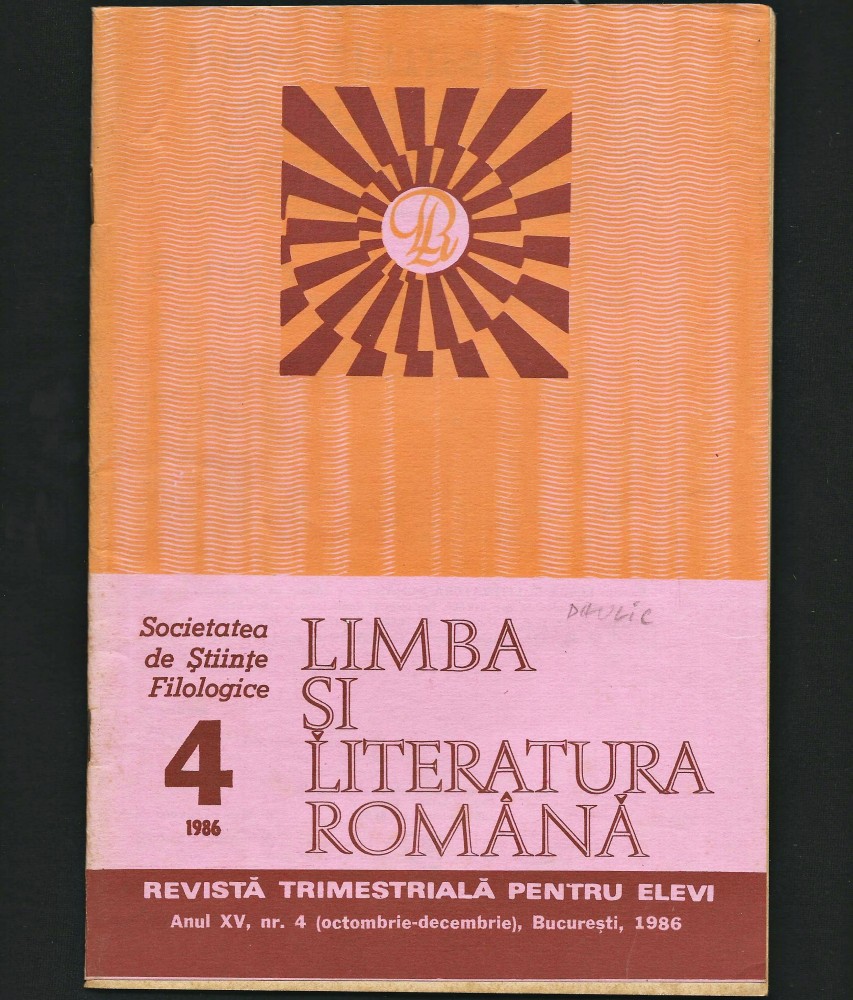 Societatea
de Științe
Filologice
4
1986
LIMBA
ȘI
LITERATURA
ROMÂNĂ
REVISTĂ TRIMESTRIALĂ PENTRU ELEVI
Anul XV, nr. 4 (octombrie-decembrie), București, 1986